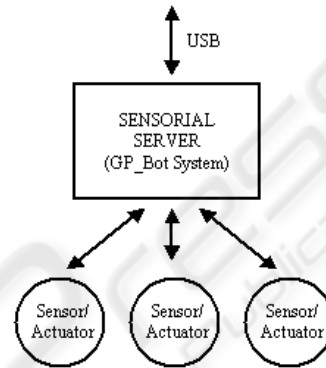 USB
SENSORIAL
SERVER
(GP_Bot System)
Sensor/
Actuator
Sensor/
Actuator
Sensor/
Actuator